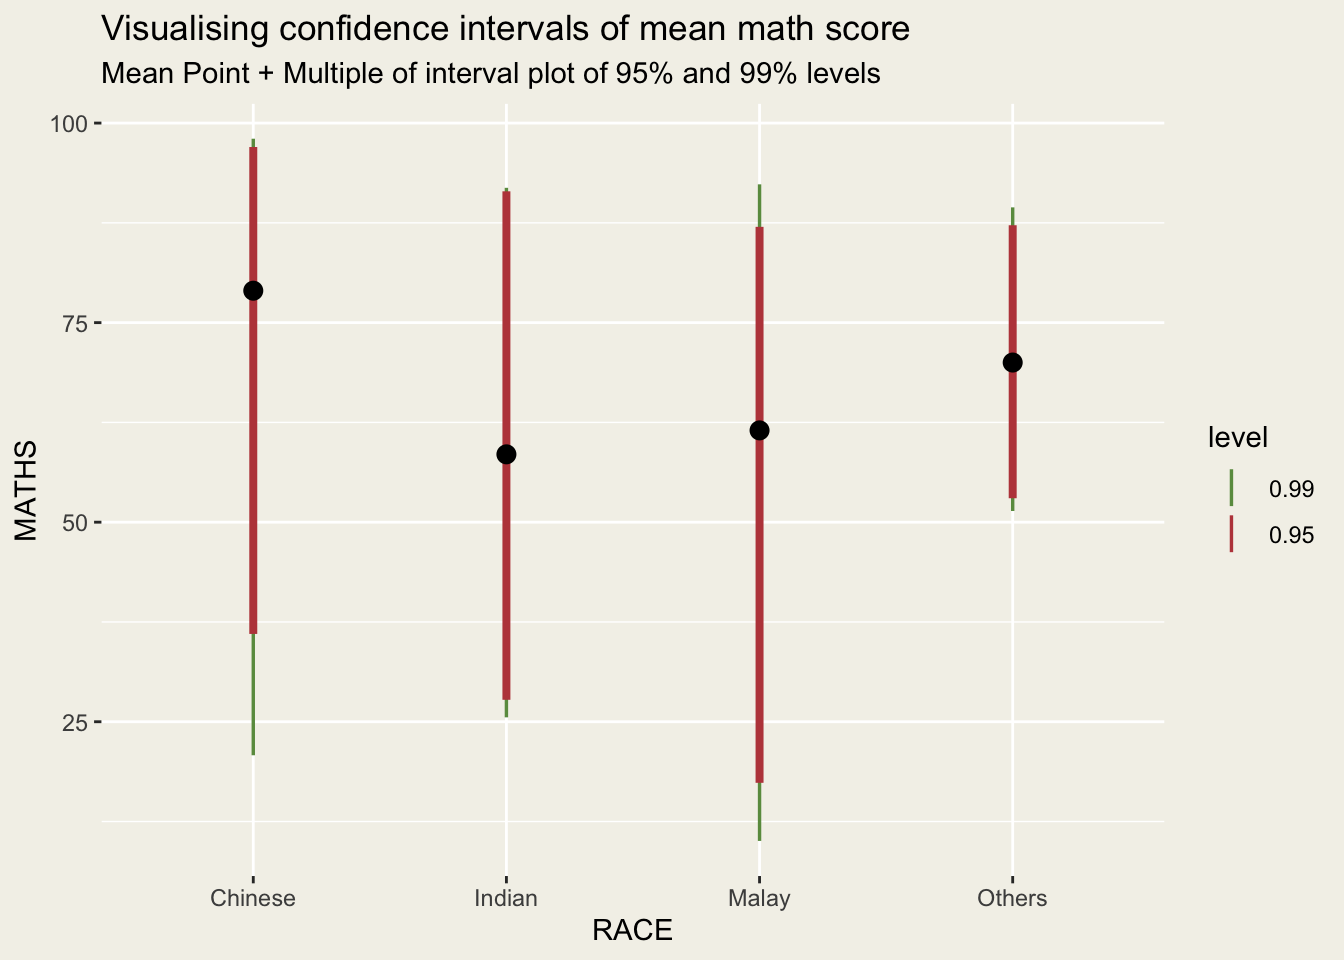 Visualising confidence intervals of mean math score
Mean Point + Multiple of interval plot of 95% and 99% levels
100
75
50
25
MATHS
Chinese Indian Malay Others
RACE
level
0.99
0.95